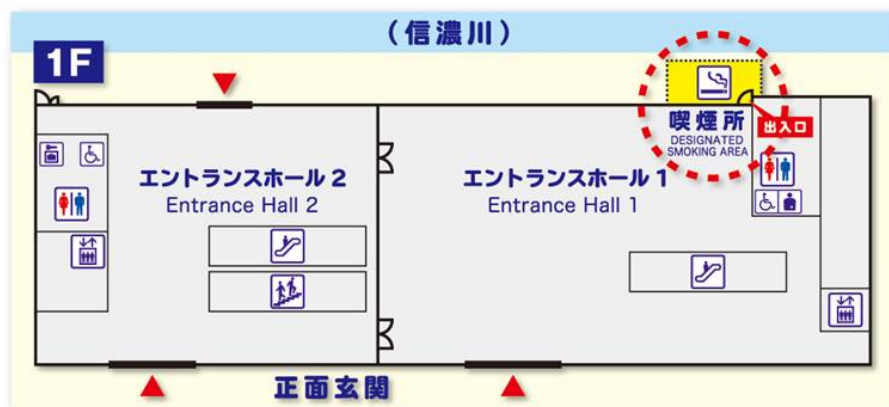 (信濃川)
1F
喫煙所
DESIGNATED
SMOKING AREA
出入口
エントランスホール 2
Entrance Hall 2
エントランスホール 1
Entrance Hall 1
正面玄関